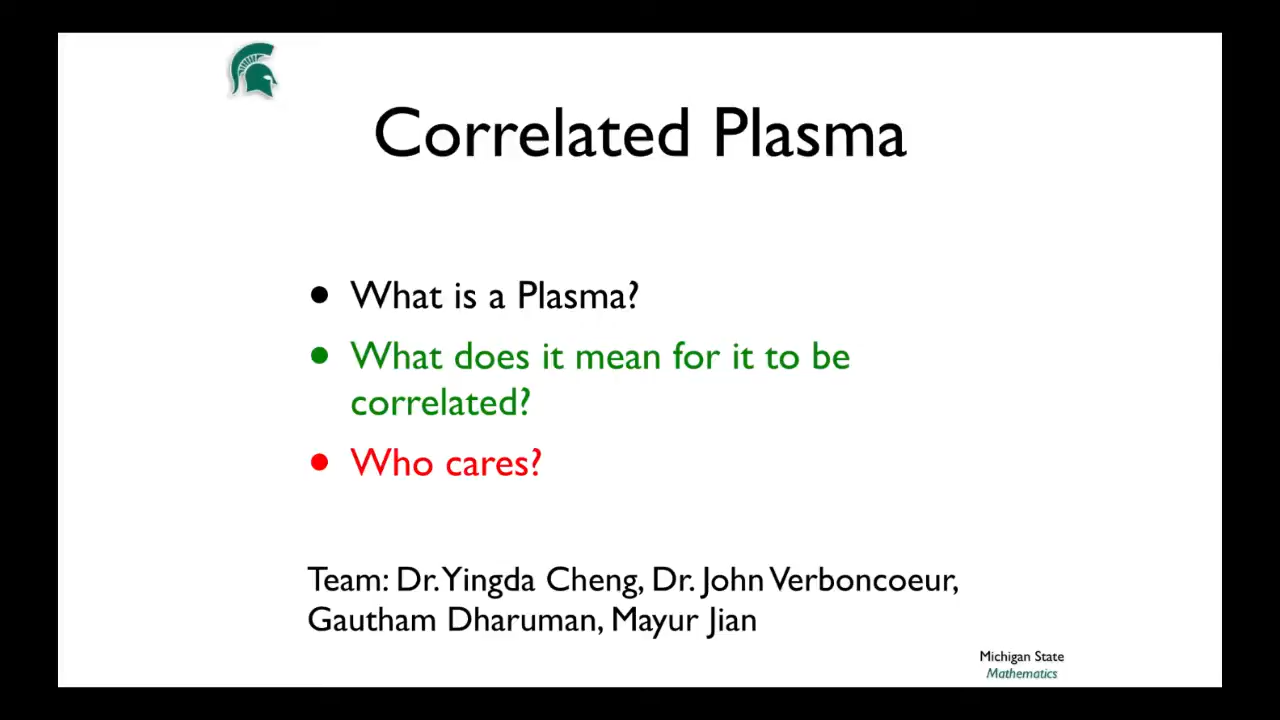 Correlated Plasma
• What is a Plasma?
• What does it mean for it to be
correlated?
• Who cares?
Team: Dr. Yingda Cheng, Dr. John Verboncoeur,
Gautham Dharuman, Mayur Jian
Michigan State
Mathematics